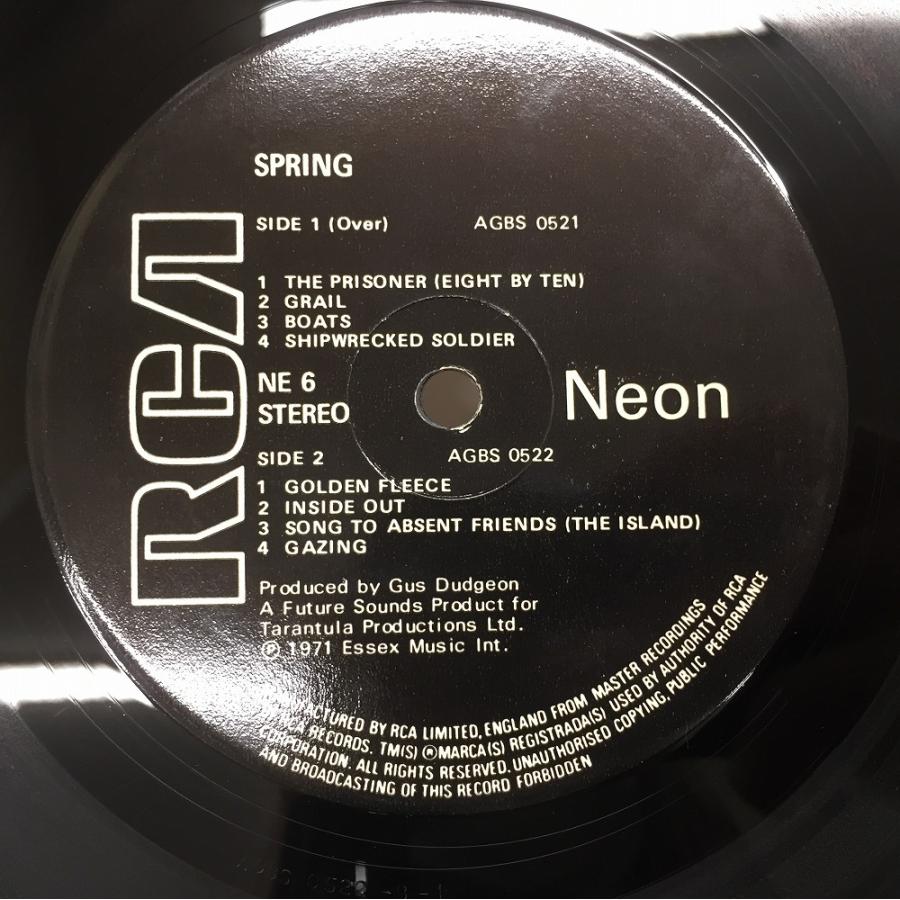 SPRING
SIDE 1 (Over) AGBS 0521
1 THE PRISONER (EIGHT BY TEN)
2 GRAIL
3 BOATS
4 SHIPWRECKED SOLDIER
RCA
NE 6
STEREO
Neon
SIDE 2 AGBS 0522
1 GOLDEN FLEECE
2 INSIDE OUT
3 SONG TO ABSENT FRIENDS (THE ISLAND)
4 GAZING
Produced by Gus Dudgeon
A Future Sounds Product for
Tarantula Productions Ltd.
℗ 1971 Essex Music Int.
BY RCA LIMITED, ENGLAND FROM MASTER RECORDINGS
RECORDS. TM(S) ® MARCA(S) REGISTRADA(S) USED BY AUTHORITY OF RCA
CORPORATION. ALL RIGHTS RESERVED. UNAUTHORISED COPYING, PUBLIC PERFORMANCE
AND BROADCASTING OF THIS RECORD FORBIDDEN